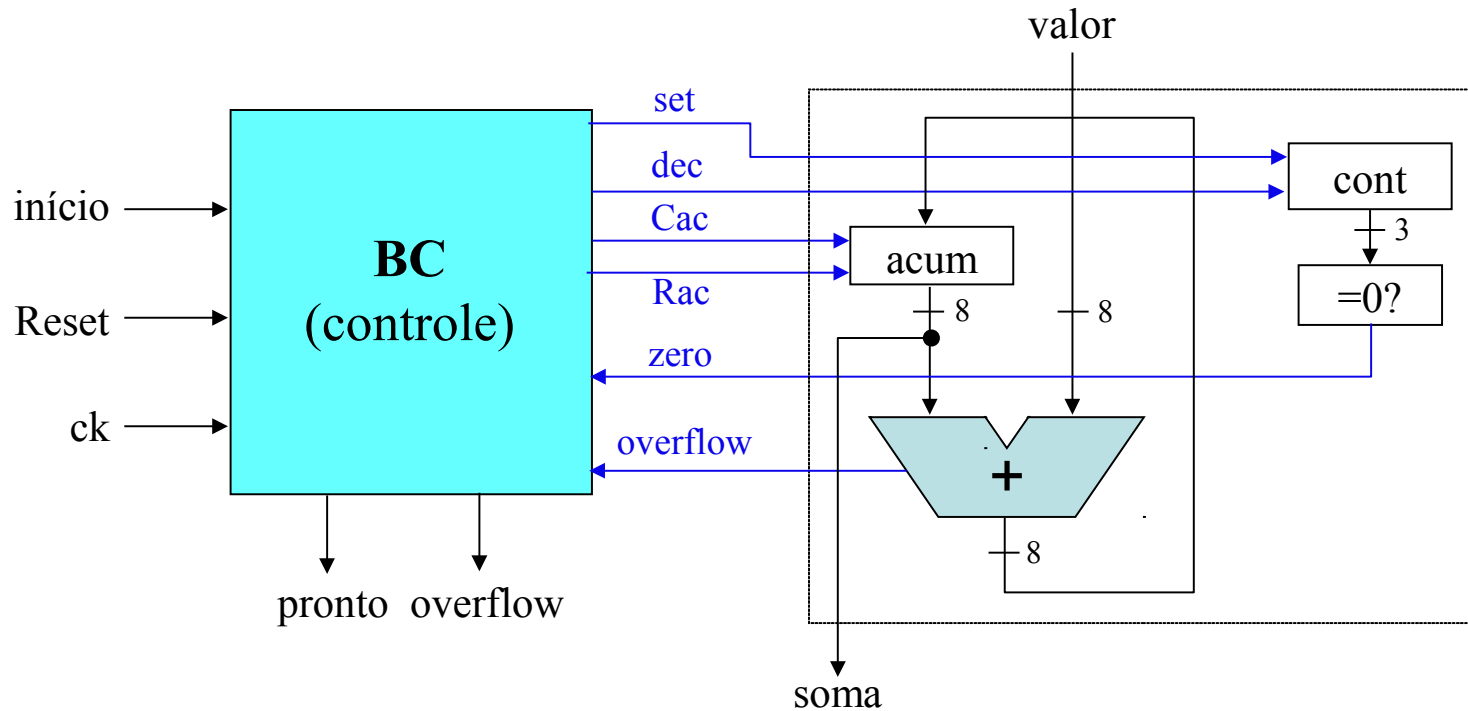 valor
set
dec
cont
início
Cac
3
BC
acum
(controle)
=0?
Rac
Reset
8
8
zero
ck
overflow
+
8
pronto
overflow
soma